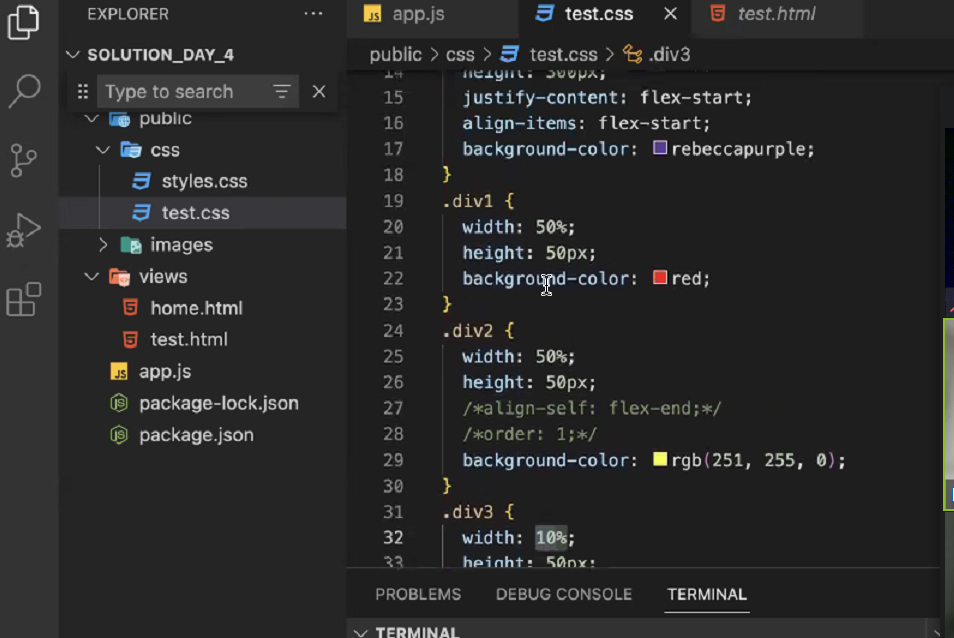 EXPLORER
...
SOLUTION_DAY_4
Type to search
public
css
styles.css
test.css
images
views
home.html
test.html
JS app.js
package-lock.json
package.json
JS app.js
test.css
test.html
public > css > test.css > .div3
14 height: 300px;
15 justify-content: flex-start;
16 align-items: flex-start;
17 background-color: rebeccapurple;
18 }
19 .div1 {
20 width: 50%;
21 height: 50px;
22 background-color: red;
23 }
24 .div2 {
25 width: 50%;
26 height: 50px;
27 /*align-self: flex-end;*/
28 /*order: 1;*/
29 background-color: rgb(251, 255, 0);
30 }
31 .div3 {
32 width: 10%;
33 height: 50px;
PROBLEMS DEBUG CONSOLE TERMINAL
TERMINAL